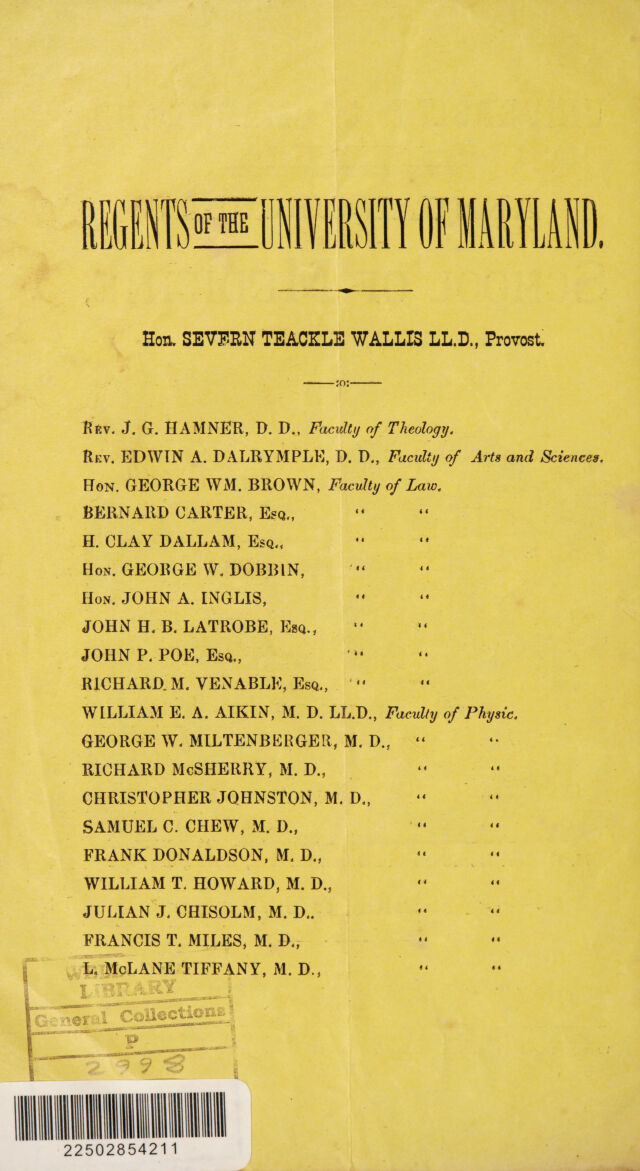 REGENTS OF THE UNIVERSITY OF MARYLAND.
Hon. SEVERN TEACKLE WALLIS LL.D., Provost.
:o:
REV. J. G. HAMNER, D. D., Faculty of Theology.
REV. EDWIN A. DALRYMPLE, D. D., Faculty of Arts and Sciences.
HON. GEORGE WM. BROWN, Faculty of Law.
BERNARD CARTER, ESQ., “ “
H. CLAY DALLAM, ESQ., “ “
HON. GEORGE W. DOBBIN, “ “
HON. JOHN A. INGLIS, “ “
JOHN H. B. LATROBE, ESQ., “ “
JOHN P. POE, ESQ., “ “
RICHARD. M. VENABLE, ESQ., “ “
WILLIAM E. A. AIKIN, M. D. LL.D., Faculty of Physic.
GEORGE W. MILTENBERGER, M. D., “ “
RICHARD McSHERRY, M. D., “ “
CHRISTOPHER JOHNSTON, M. D., “ “
SAMUEL C. CHEW, M. D., “ “
FRANK DONALDSON, M. D., “ “
WILLIAM T. HOWARD, M. D., “ “
JULIAN J. CHISOLM, M. D.. “ “
FRANCIS T. MILES, M. D., “ “
L. McLANE TIFFANY, M. D., “ “
LIBRARY
General Collections
P
2998
22502854211